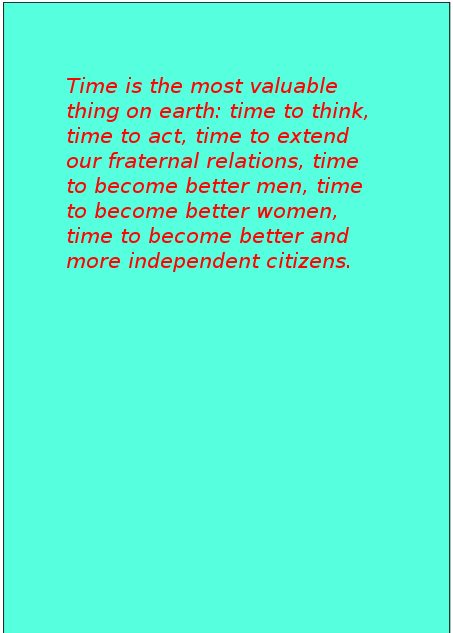 Time is the most valuable
thing on earth: time to think,
time to act, time to extend
our fraternal relations, time
to become better men, time
to become better women,
time to become better and
more independent citizens.